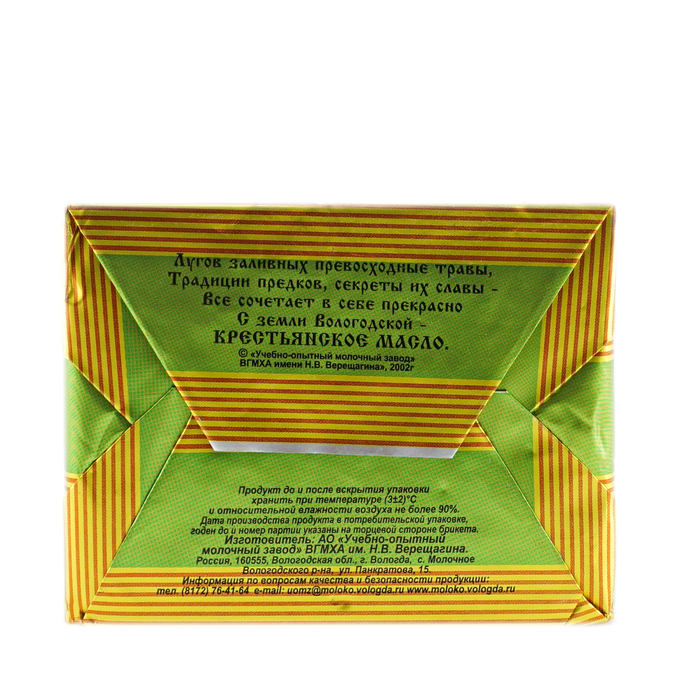 Лугов заливных превосходные травы,
Традиции предков, секреты их славы -
Все сочетает в себе прекрасно
С земли Вологодской -
КРЕСТЬЯНСКОЕ МАСЛО.
© «Учебно-опытный молочный завод»
ВГМХА имени Н.В. Верещагина», 2002г
Продукт до и после вскрытия упаковки
хранить при температуре (3±2)°С
и относительной влажности воздуха не более 90%.
Дата производства продукта в потребительской упаковке,
годен до и номер партии указаны на торцевой стороне брикета.
Изготовитель: АО «Учебно-опытный
молочный завод» ВГМХА им. Н.В. Верещагина.
Россия, 160555, Вологодская обл., г. Вологда, с. Молочное
Вологодского р-на, ул. Панкратова, 15.
Информация по вопросам качества и безопасности продукции:
тел. (8172) 76-41-64 e-mail: uomz@moloko.vologda.ru www.moloko.vologda.ru